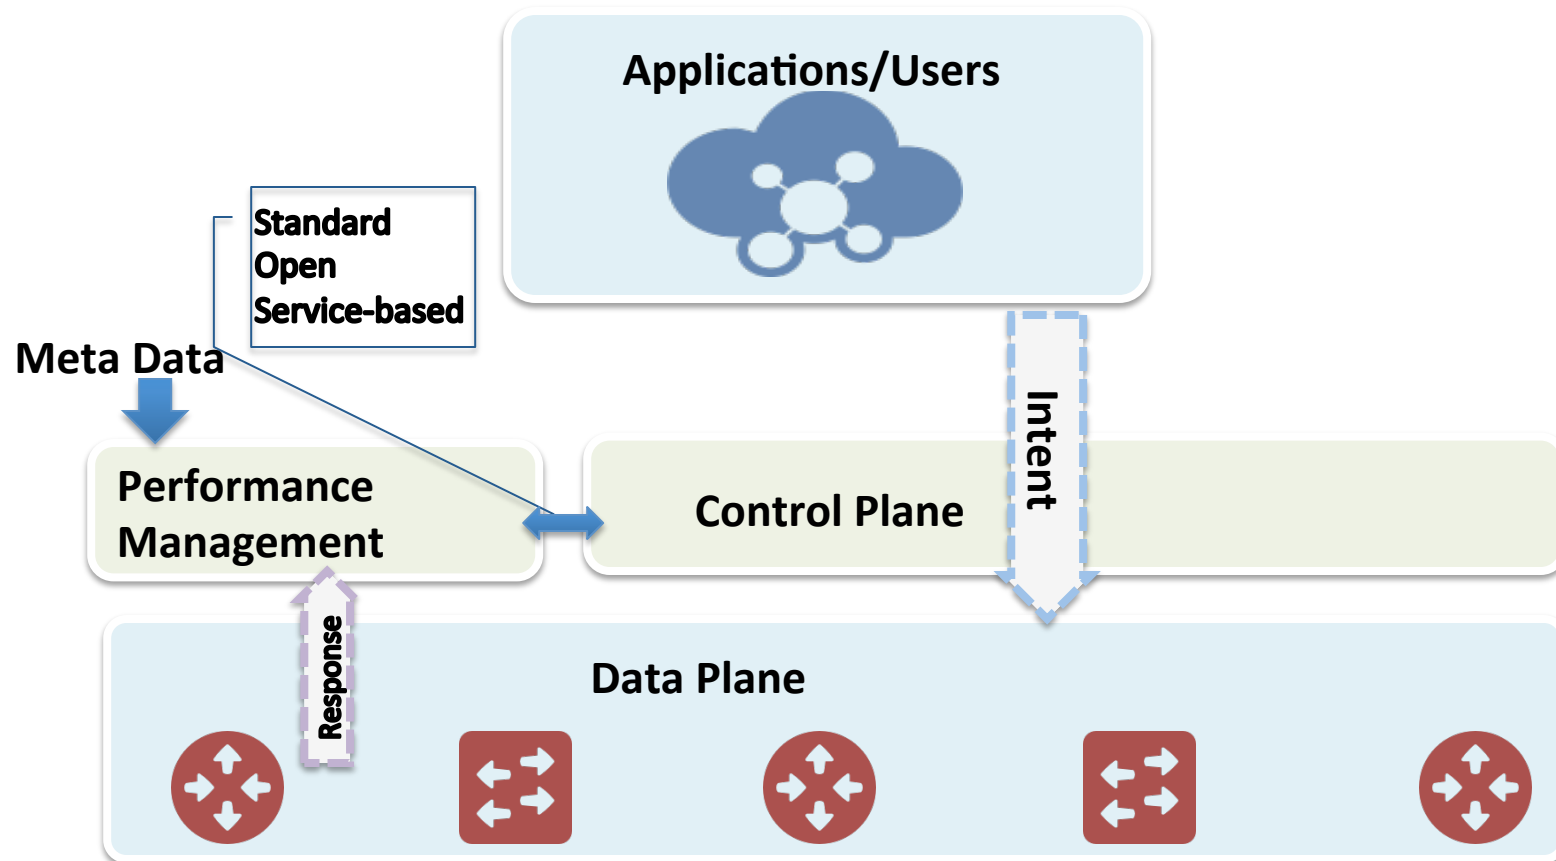 Applications/Users
Standard
Open
Service-based
Meta Data
Intent
Performance
Management
Control Plane
Response
Data Plane